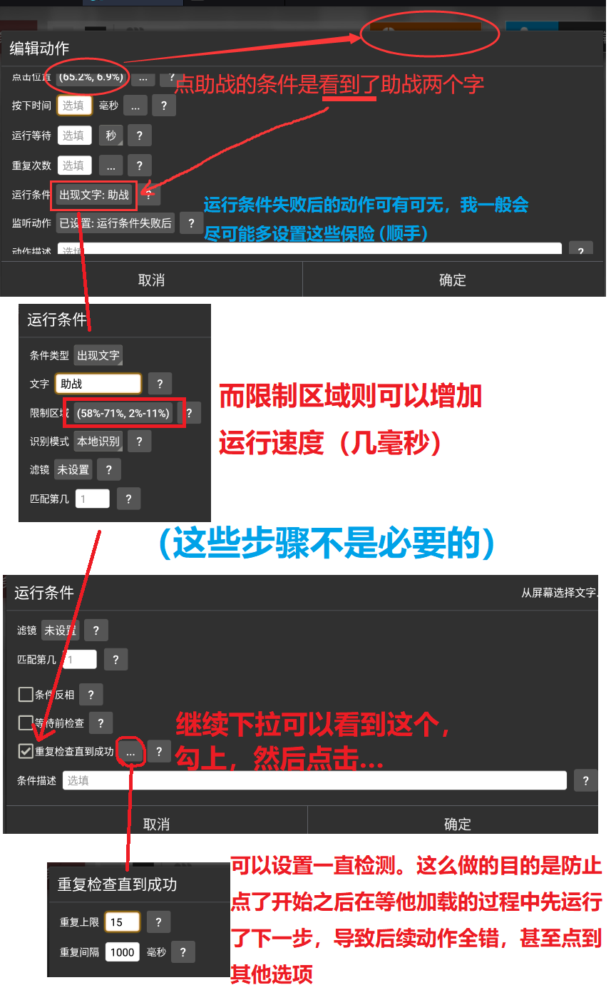 编辑动作
点击位置 (65.2%, 6.9%) ... ?
点助战的条件是看到了助战两个字
按下时间 选填 毫秒 ... ?
运行等待 选填 秒 ?
重复次数 选填 ... ?
运行条件 出现文字: 助战 ?
运行条件失败后的动作可有可无，我一般会
监听动作 已设置: 运行条件失败后 ?
尽可能多设置这些保险（顺手）
动作描述 选填 ?
取消 确定
运行条件
条件类型 出现文字
文字 助战 ?
而限制区域则可以增加
限制区域 (58%-71%, 2%-11%) ?
运行速度（几毫秒）
识别模式 本地识别 ?
滤镜 未设置 ?
匹配第几 1 ?
（这些步骤不是必要的）
运行条件 从屏幕选择文字
滤镜 未设置 ?
匹配第几 1 ?
条件反相 ?
等待前检查 ?
继续下拉可以看到这个，
重复检查直到成功 ... ?
勾上，然后点击...
条件描述 选填 ?
取消 确定
可以设置一直检测。这么做的目的是防止
重复检查直到成功
点了开始之后在等他加载的过程中先运行
重复上限 15 ?
了下一步，导致后续动作全错，甚至点到
重复间隔 1000 毫秒 ?
其他选项